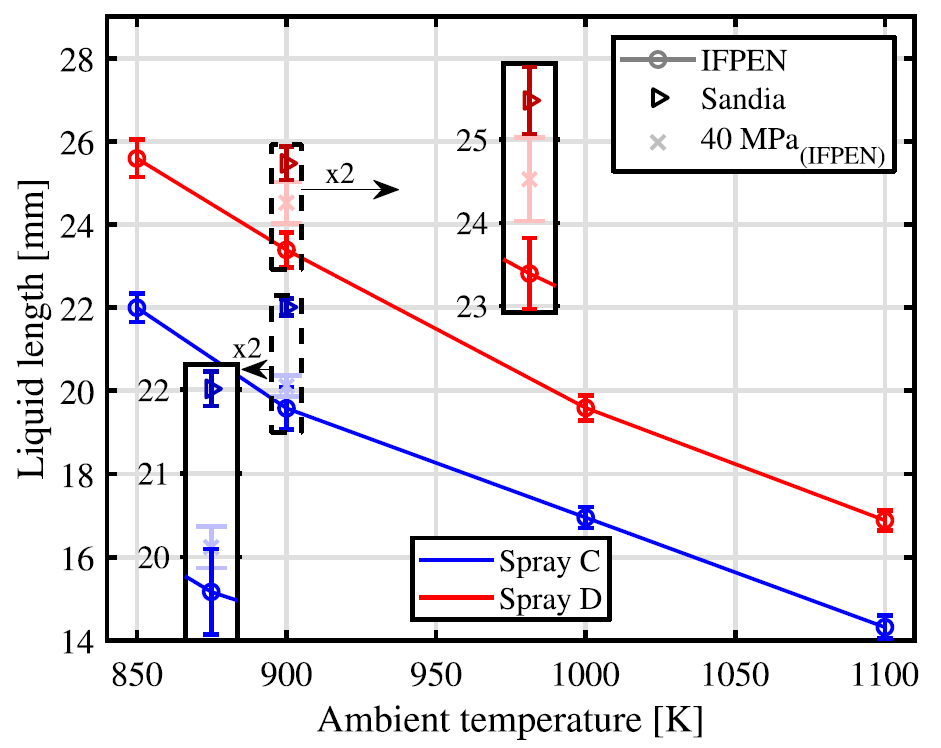 28
26
24
22
20
18
16
14
Liquid length [mm]
850
900
950
1000
1050
1100
Ambient temperature [K]
IFPEN
Sandia
40 MPa(IFPEN)
x2
25
24
23
x2
22
21
20
Spray C
Spray D